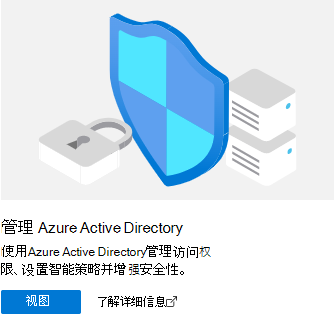 管理 Azure Active Directory
使用Azure Active Directory管理访问权
限、设置智能策略并增强安全性。
视图
了解详细信息